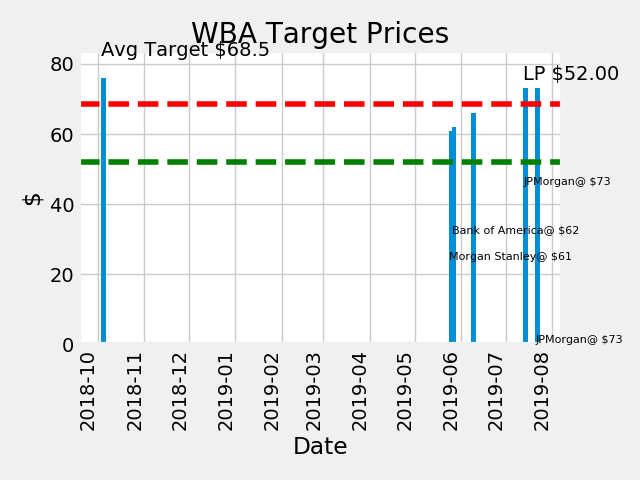 WBA Target Prices
Avg Target $68.5
LP $52.00
80
60
40
20
0
$
JPMorgan@ $73
Bank of America@ $62
Morgan Stanley@ $61
JPMorgan@ $73
2018-10
2018-11
2018-12
2019-01
2019-02
2019-03
2019-04
2019-05
2019-06
2019-07
2019-08
Date